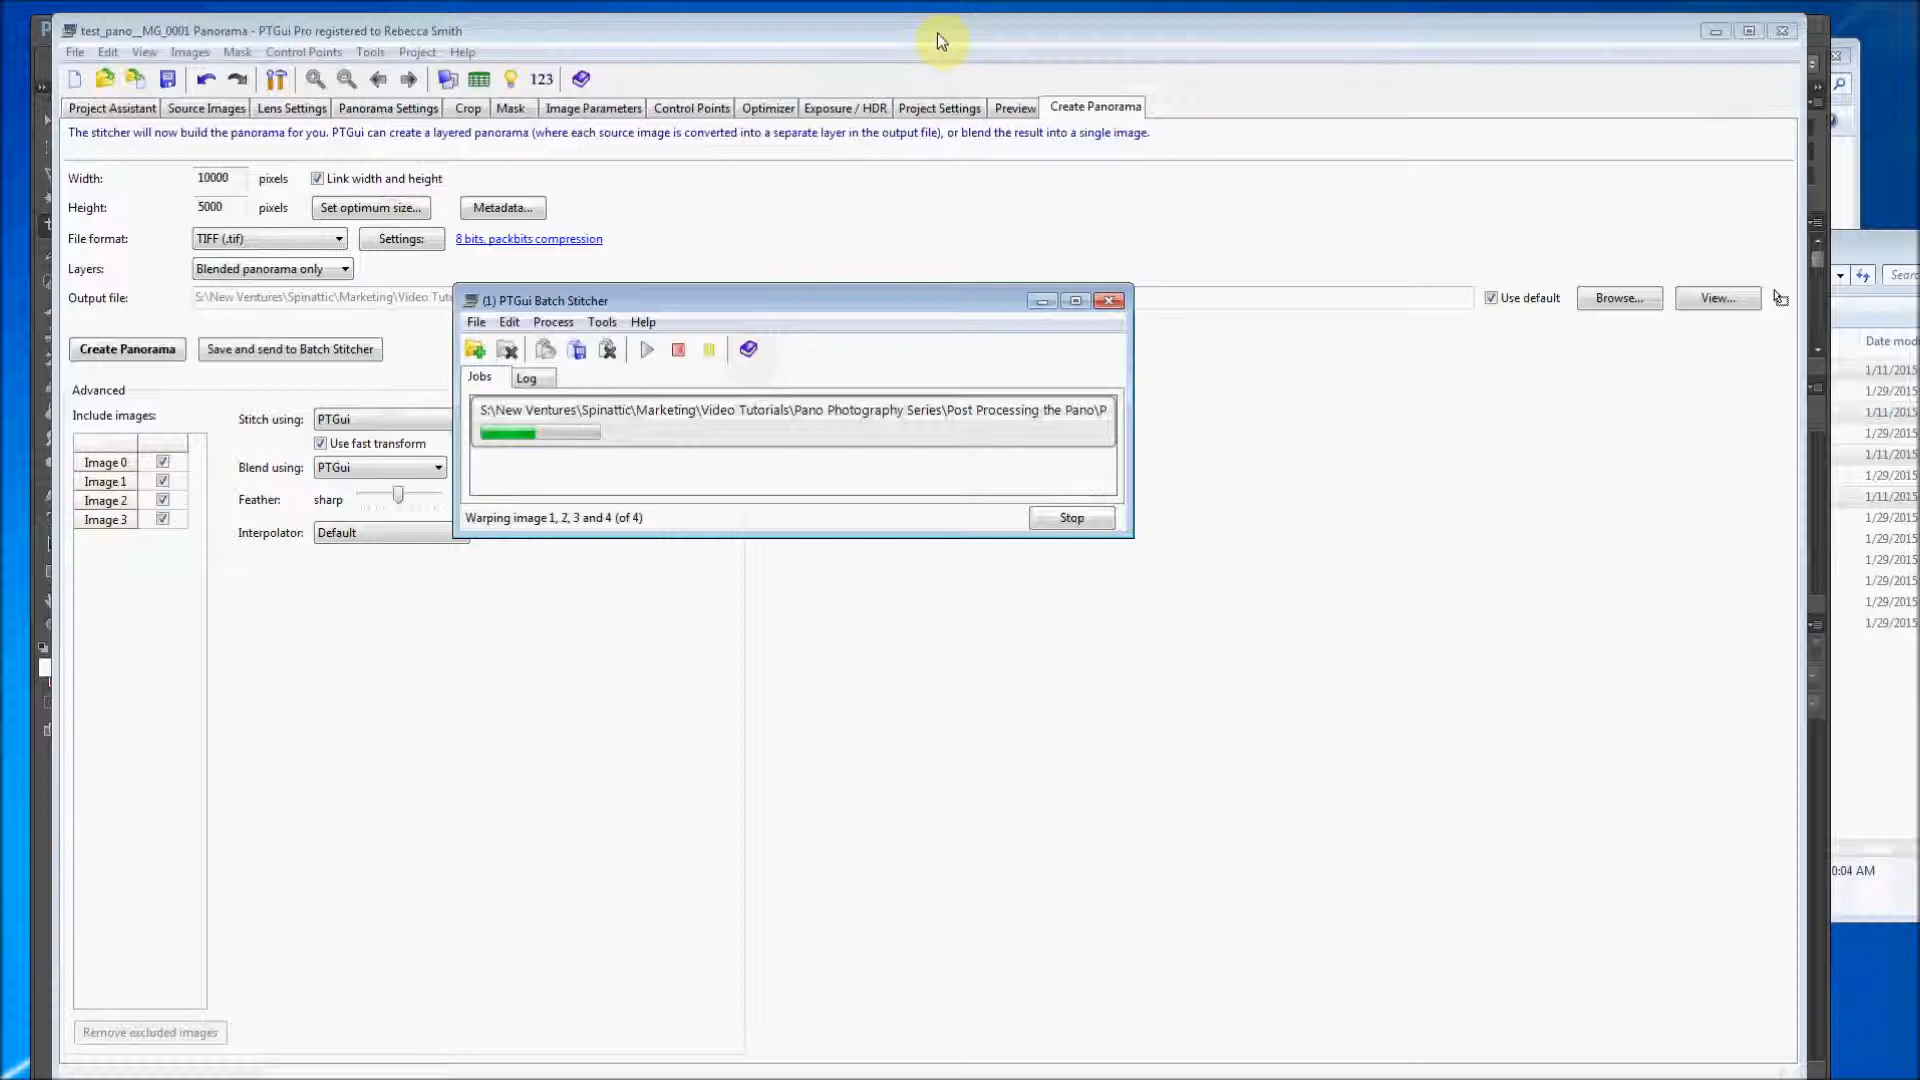 test_pano__MG_0001 Panorama - PTGui Pro registered to Rebecca Smith
File Edit View Images Mask Control Points Tools Project Help
123
Project Assistant Source Images Lens Settings Panorama Settings Crop Mask Image Parameters Control Points Optimizer Exposure / HDR Project Settings Preview Create Panorama
The stitcher will now build the panorama for you. PTGui can create a layered panorama (where each source image is converted into a separate layer in the output file), or blend the result into a single image.
Width: 10000 pixels Link width and height
Height: 5000 pixels Set optimum size... Metadata...
File format: TIFF (.tif) Settings: 8 bits, packbits compression
Layers: Blended panorama only
Output file: S:\New Ventures\Spinattic\Marketing\Video Tut Use default Browse... View...
Create Panorama Save and send to Batch Stitcher
Advanced
Include images:
Image 0
Image 1
Image 2
Image 3
Stitch using: PTGui
Use fast transform
Blend using: PTGui
Feather: sharp
Interpolator: Default
Remove excluded images
(1) PTGui Batch Stitcher
File Edit Process Tools Help
Jobs Log
S:\New Ventures\Spinattic\Marketing\Video Tutorials\Pano Photography Series\Post Processing the Pano\P
Warping image 1, 2, 3 and 4 (of 4) Stop
Searc
Date mod
1/11/2015
1/29/2015
1/11/2015
1/29/2015
1/11/2015
1/29/2015
1/11/2015
1/29/2015
1/29/2015
1/29/2015
1/29/2015
1/29/2015
0:04 AM